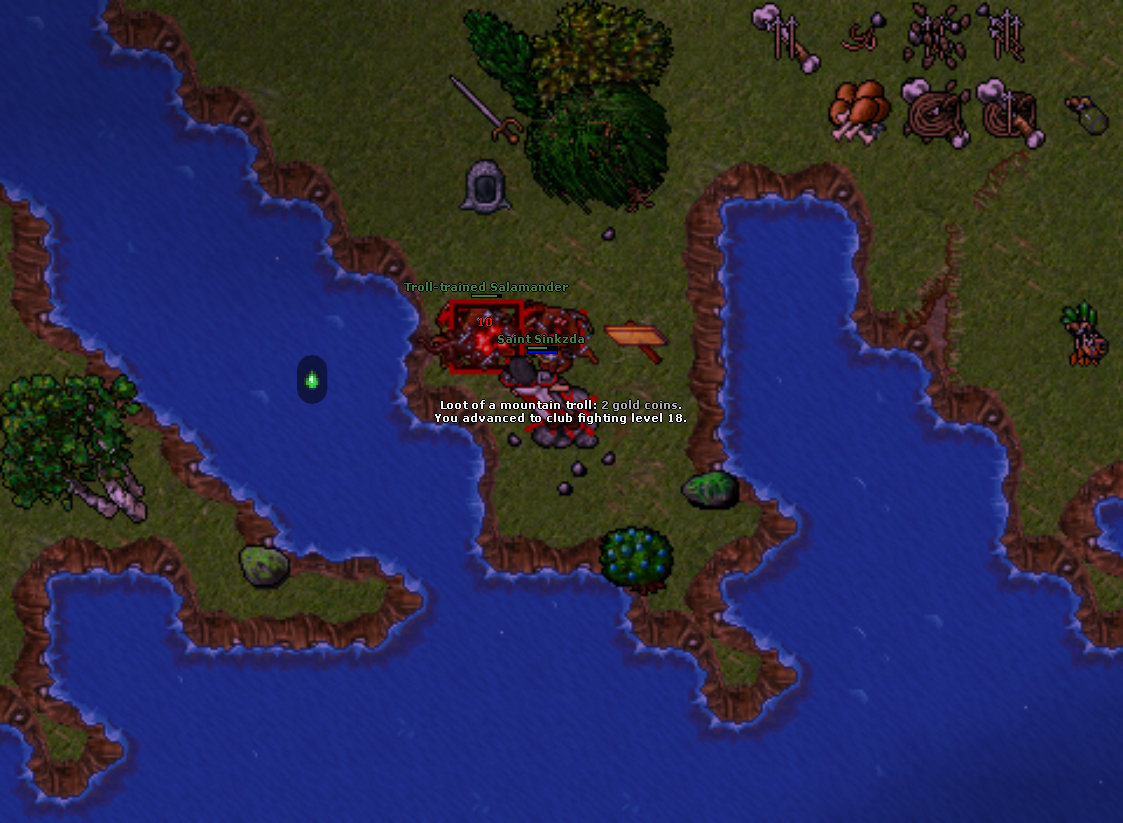 Troll-trained Salamander
10
Saint Sinkzda
Loot of a mountain troll: 2 gold coins.
You advanced to club fighting level 18.